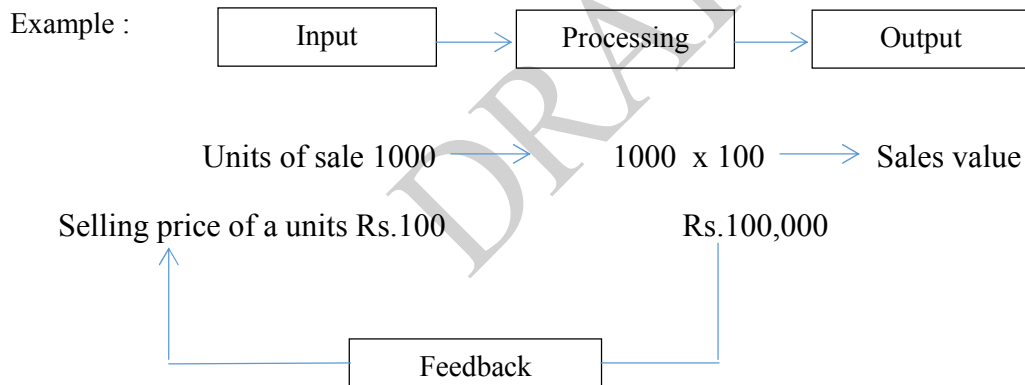 Example :
Input
Processing
Output
Units of sale 1000
1000 x 100
Sales value
Selling price of a units Rs.100
Rs.100,000
Feedback